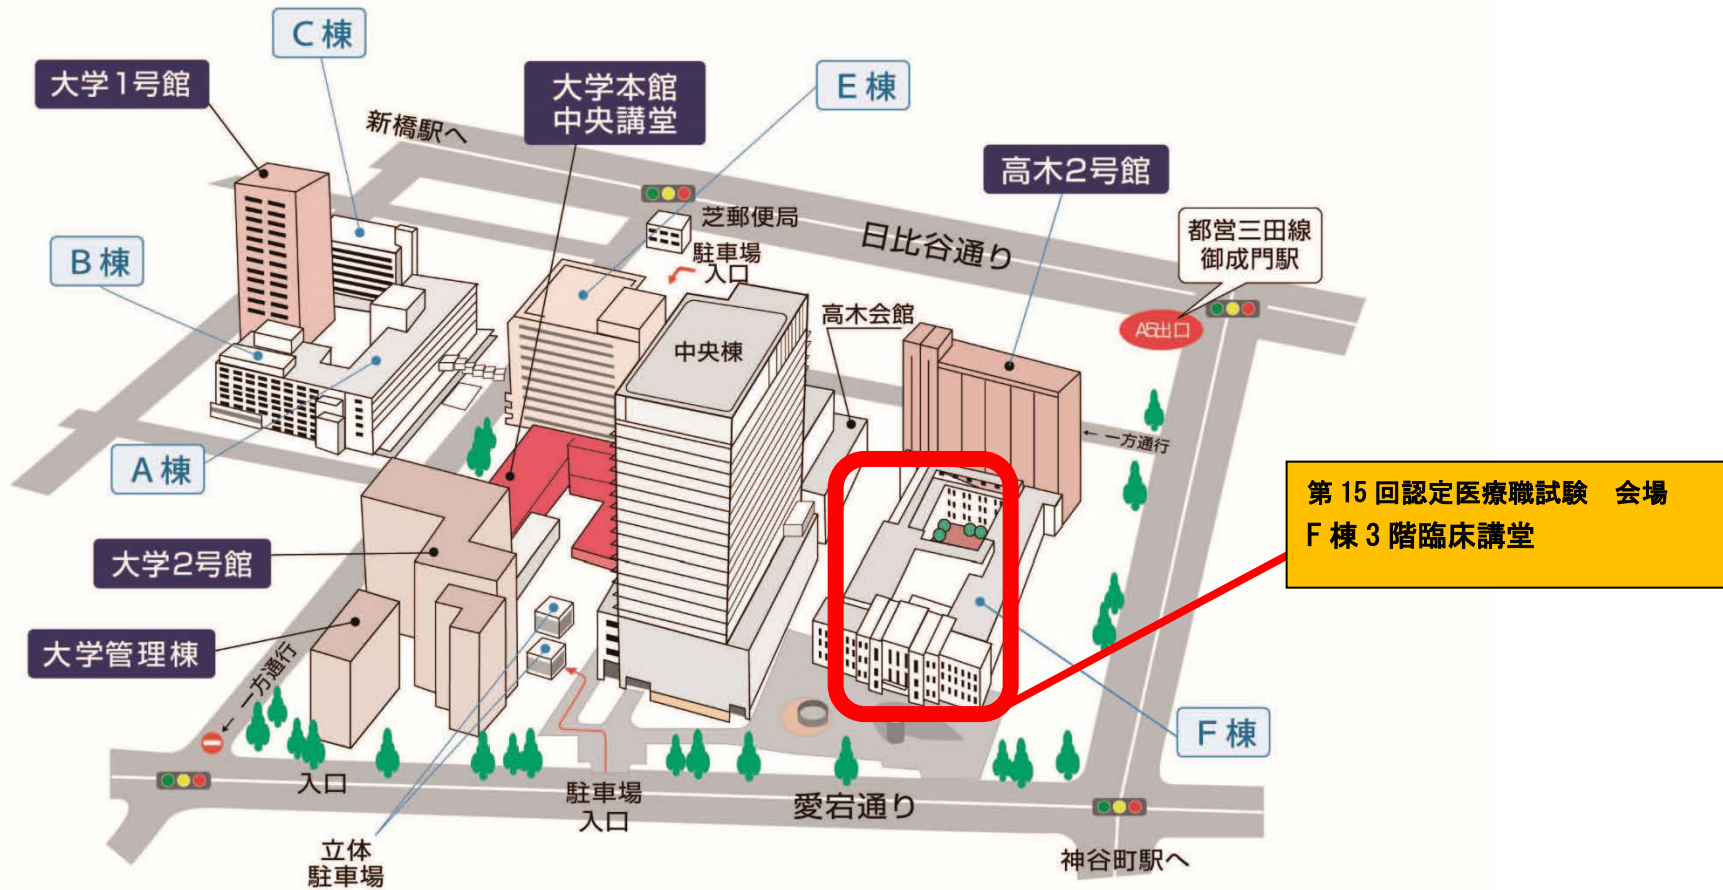 C棟
大学1号館
大学本館
中央講堂
E棟
新橋駅へ
高木2号館
芝郵便局
日比谷通り
都営三田線
御成門駅
B棟
駐車場
入口
高木会館
A5出口
中央棟
← 一方通行
A棟
第15回認定医療職試験　会場
F棟3階臨床講堂
大学2号館
大学管理棟
← 一方通行
F棟
入口
駐車場
入口
愛宕通り
立体
駐車場
神谷町駅へ